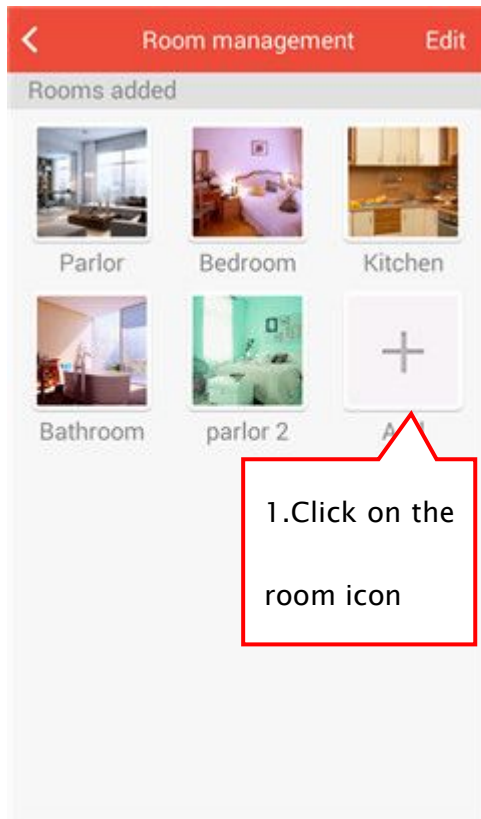 Room management Edit
Rooms added
Parlor Bedroom Kitchen
Bathroom parlor 2
1.Click on the
room icon